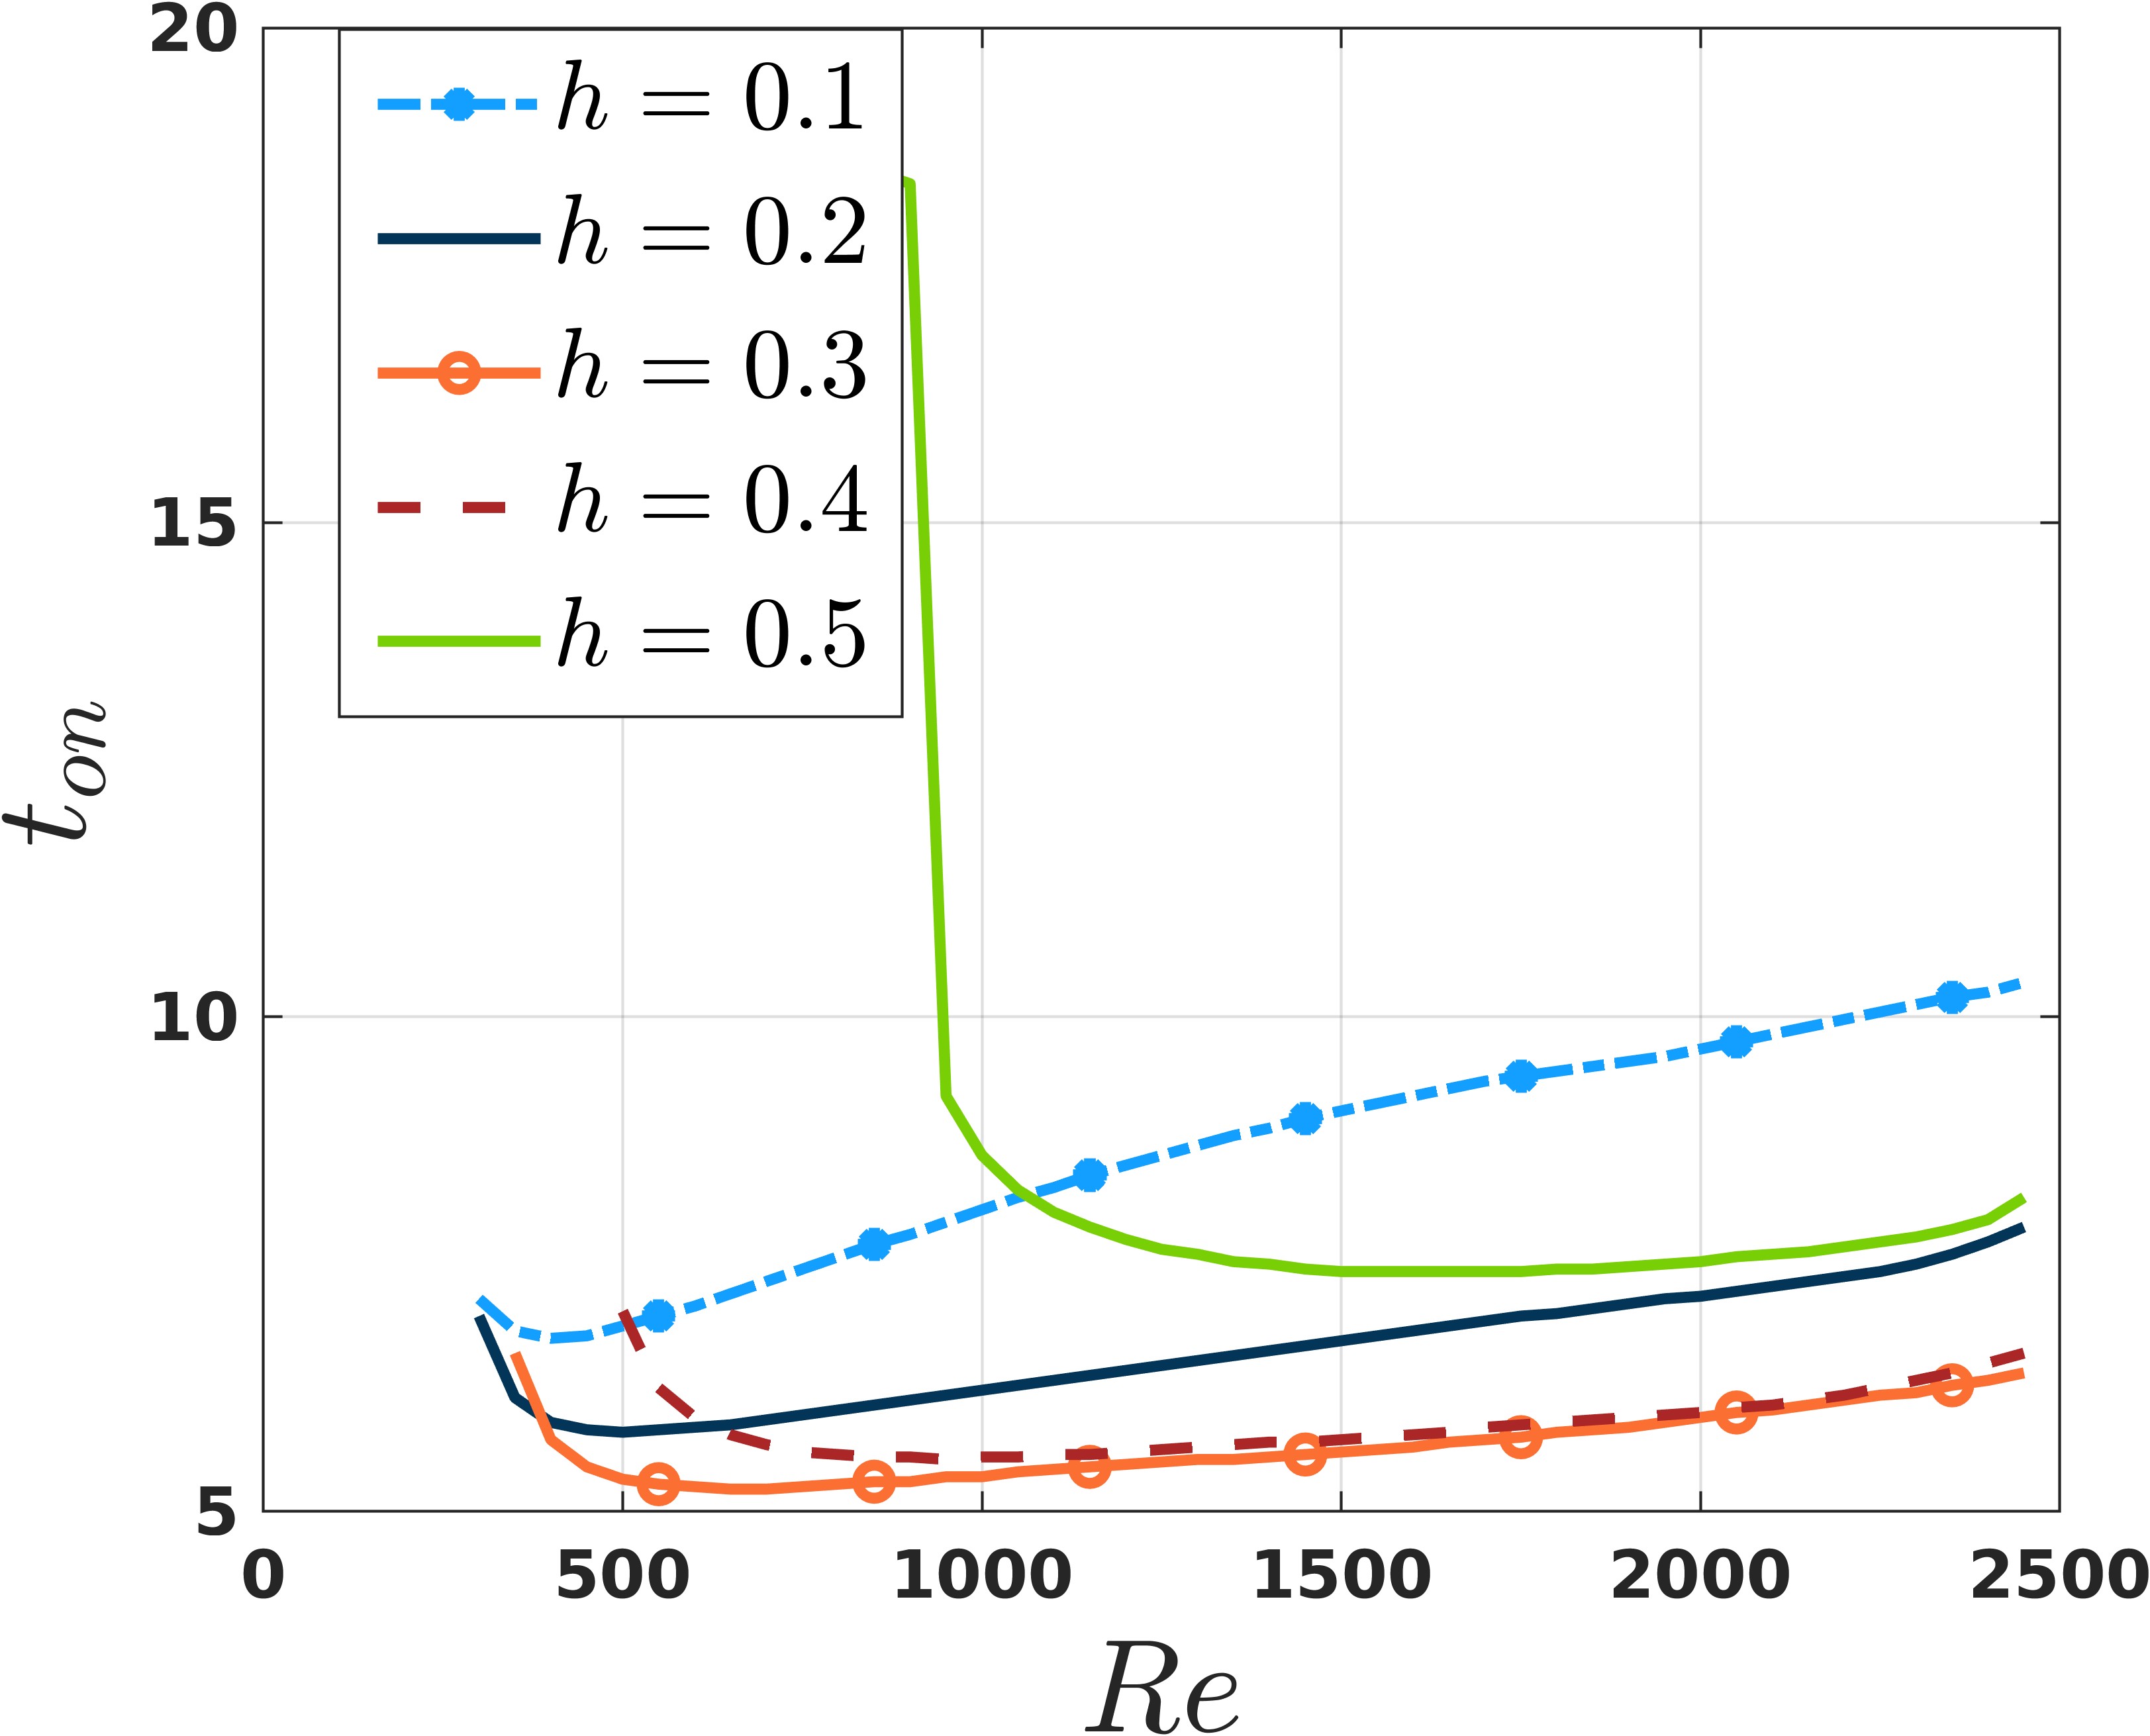 20
15
10
5
t_on
h = 0.1
h = 0.2
h = 0.3
h = 0.4
h = 0.5
0 500 1000 1500 2000 2500
Re